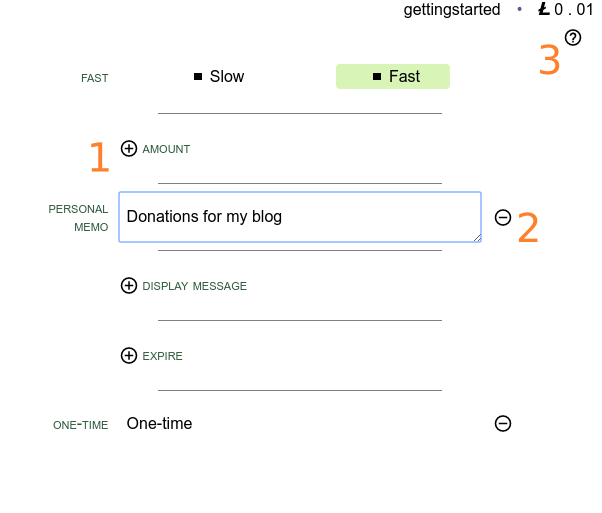 gettingstarted • Ł 0 . 01
3
FAST Slow Fast
1 AMOUNT
PERSONAL MEMO Donations for my blog 2
DISPLAY MESSAGE
EXPIRE
ONE-TIME One-time